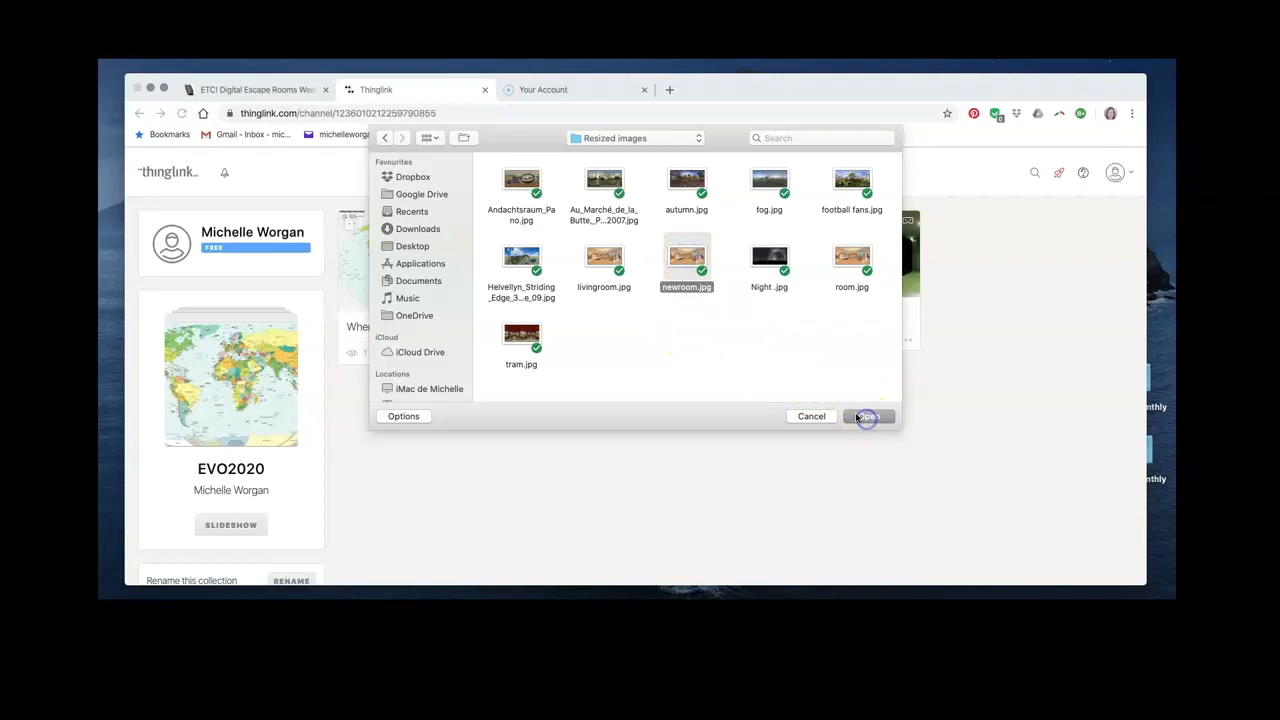 ETC! Digital Escape Rooms Wee
Thinglink
Your Account
thinglink.com/channel/1236010212259790855
Bookmarks
Gmail - Inbox - mic...
michelleworga
Resized images
Search
thinglink..
Michelle Worgan
FREE
EVO2020
Michelle Worgan
SLIDESHOW
Rename this collection
RENAME
Favourites
Dropbox
Google Drive
Recents
Downloads
Desktop
Applications
Documents
Music
OneDrive
iCloud
iCloud Drive
Locations
iMac de Michelle
Andachtsraum_Pa
no.jpg
Au_Marché_de_la_
Butte,_P...2007.jpg
autumn.jpg
fog.jpg
football fans.jpg
Helvellyn_Striding
_Edge_3...e_09.jpg
livingroom.jpg
newroom.jpg
Night .jpg
room.jpg
tram.jpg
Options
Cancel
Open
Whe
1
nthly
nthly